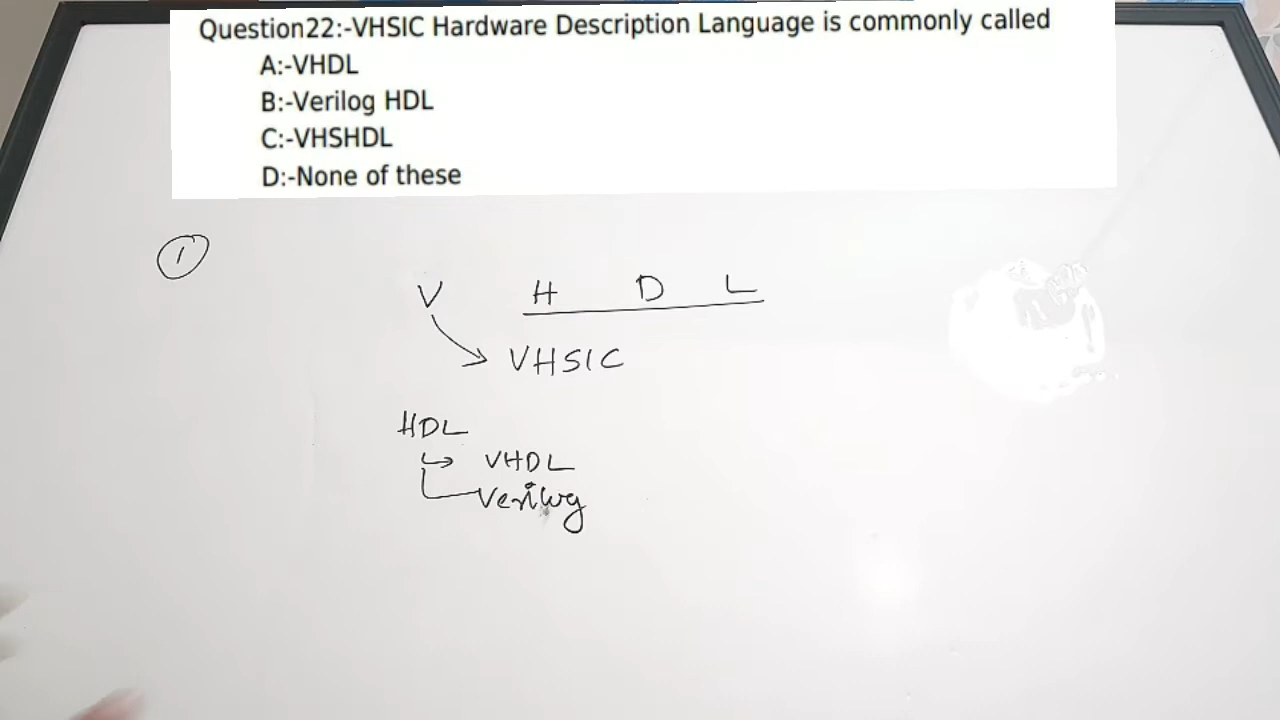 Question22:-VHSIC Hardware Description Language is commonly called
A:-VHDL
B:-Verilog HDL
C:-VHSHDL
D:-None of these
1
V H D L
VHSIC
HDL
VHDL
Verilog